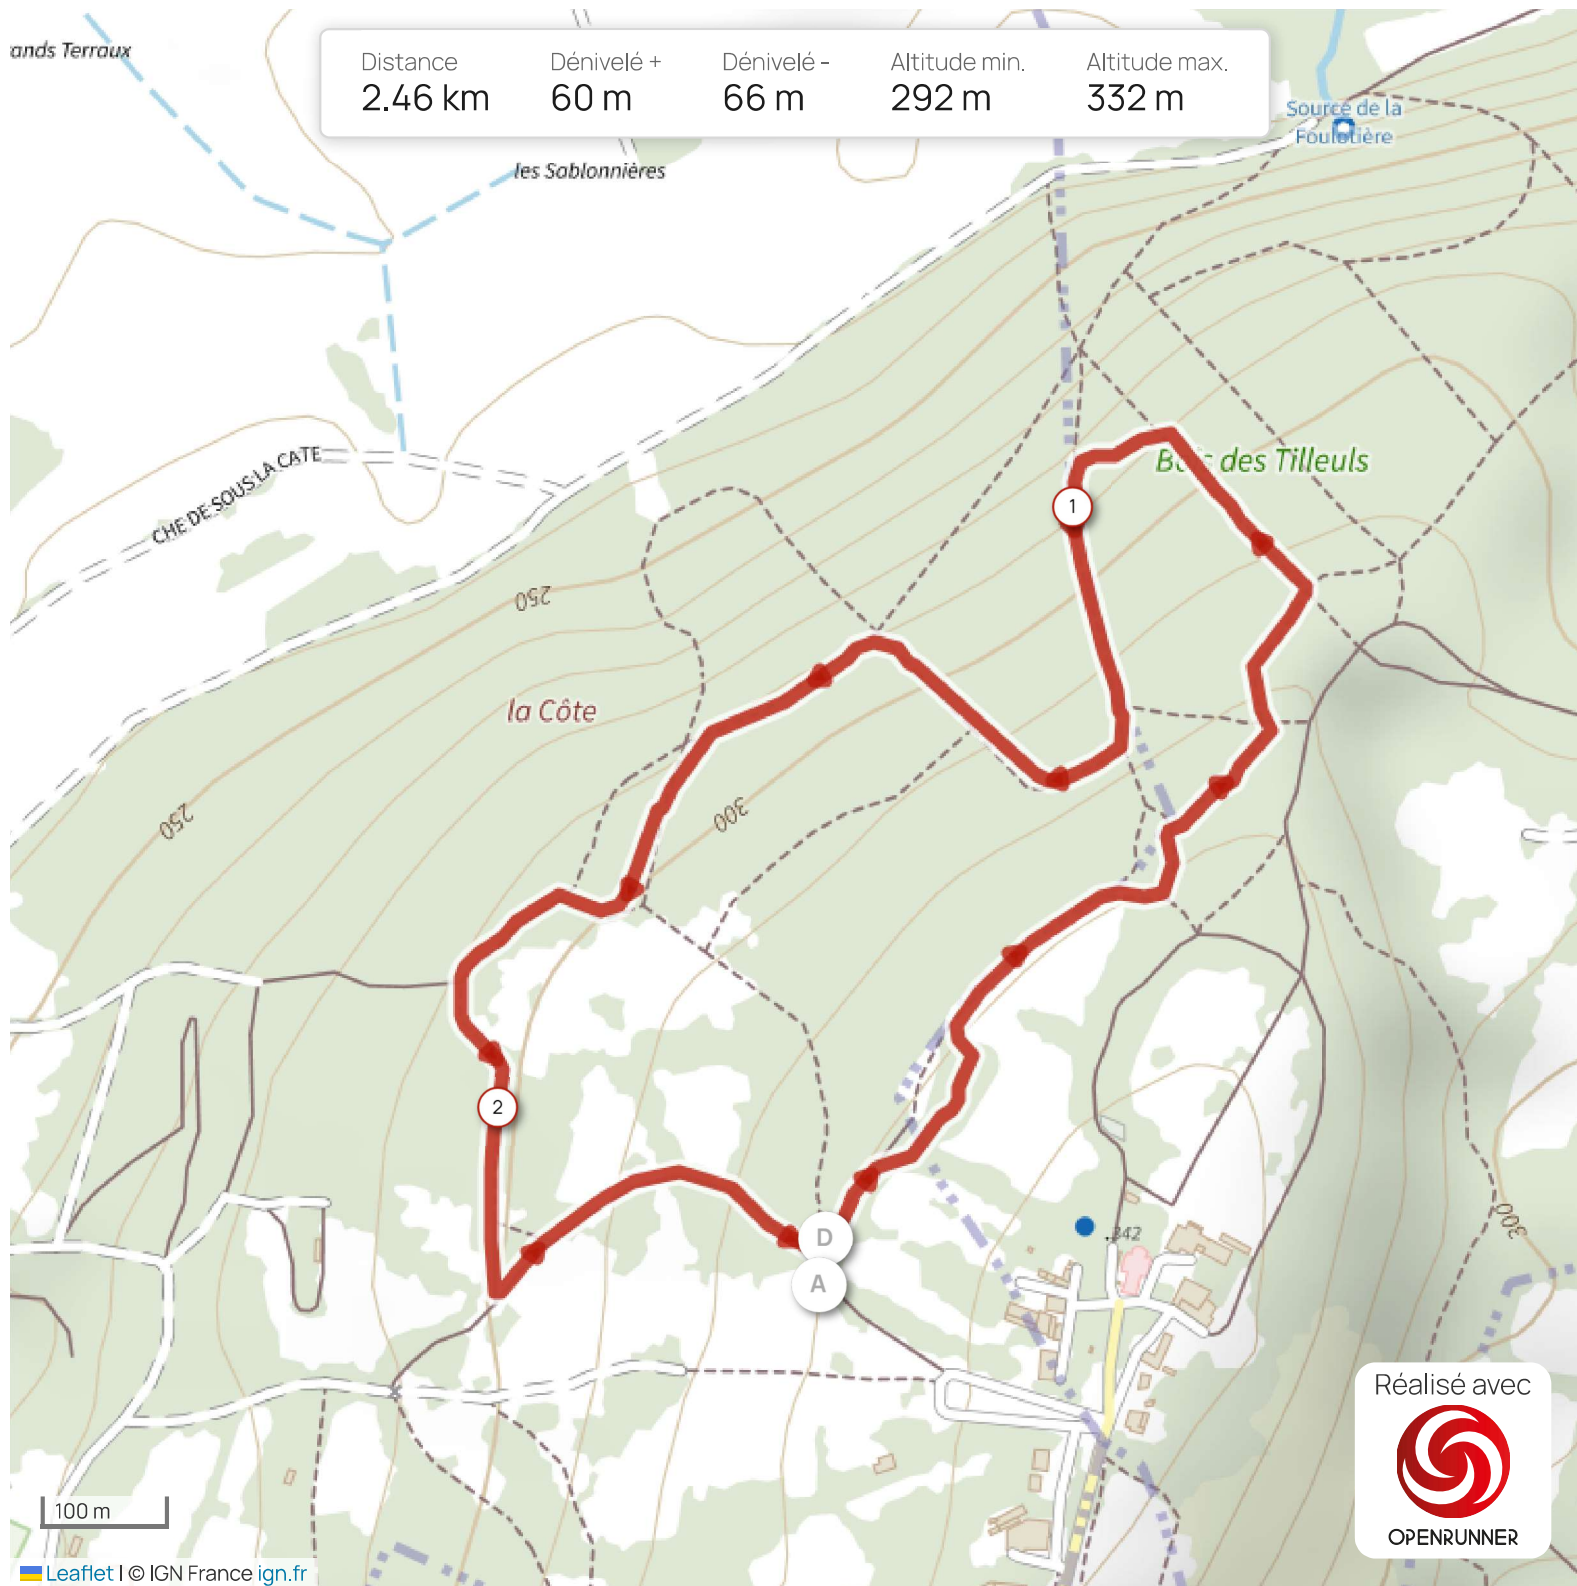 ands Terraux
Distance
2.46 km
Dénivelé +
60 m
Dénivelé -
66 m
Altitude min.
292 m
Altitude max.
332 m
Source de la
Foulotière
les Sablonnières
CHE DE SOUS LA CATE
Bois des Tilleuls
1
250
la Côte
250
300
2
D
A
.342
300
100 m
Réalisé avec
OPENRUNNER
Leaflet | © IGN France ign.fr